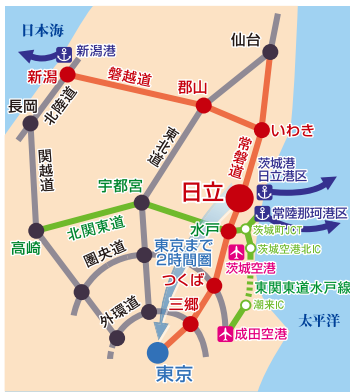 日本海
仙台
新潟港
新潟
磐越道
郡山
北陸道
長岡
いわき
東北道
常磐道
関越道
茨城港
日立港区
宇都宮
日立
常陸那珂港区
水戸
茨城町JCT
北関東道
高崎
東京まで
2時間圏
茨城空港北IC
茨城空港
圏央道
つくば
東関東道水戸線
潮来IC
三郷
外環道
太平洋
成田空港
東京